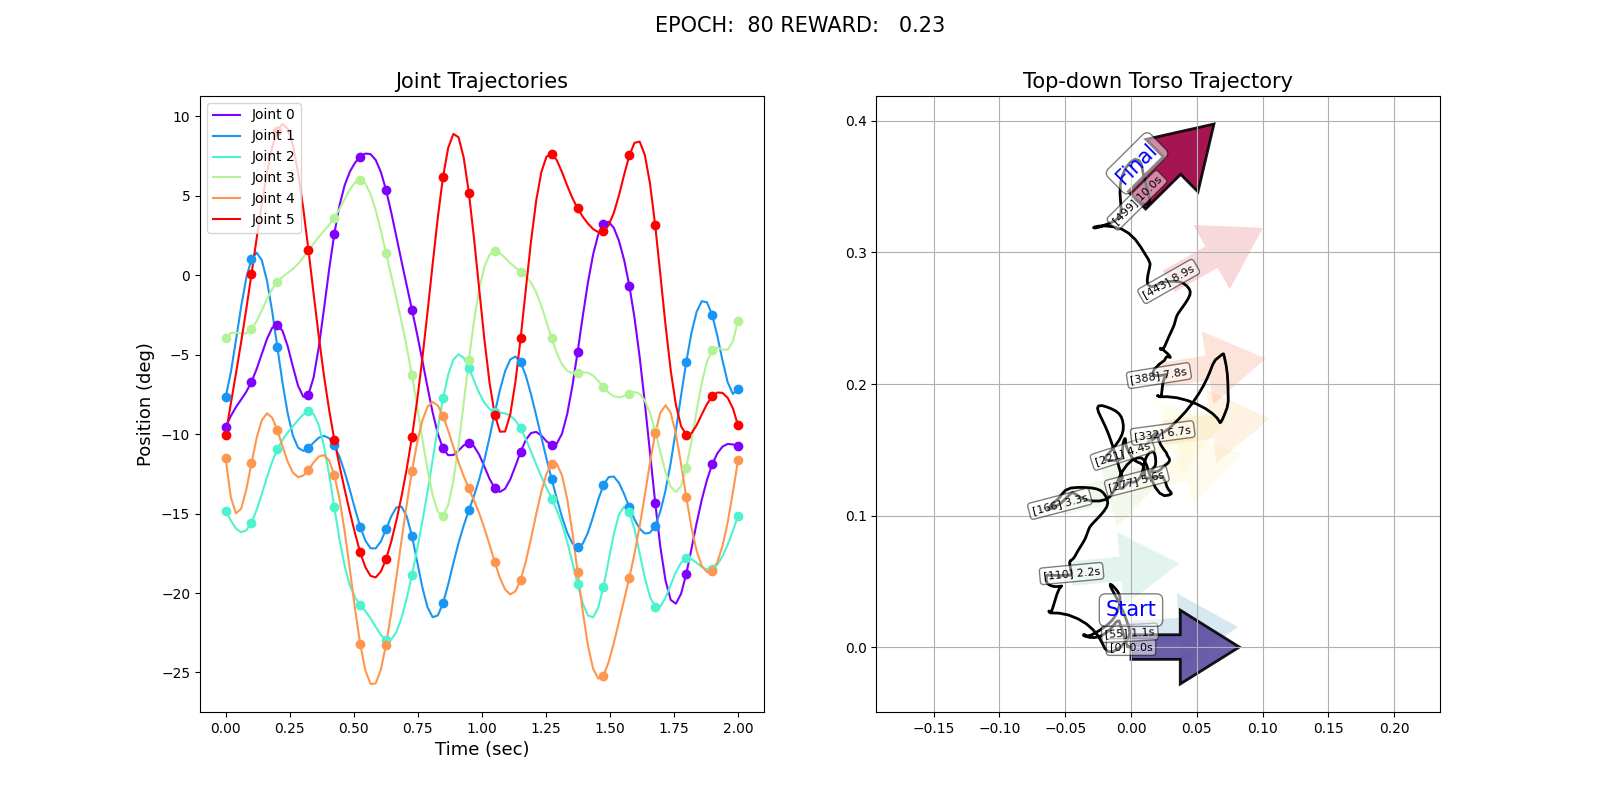 EPOCH:  80 REWARD:   0.23
Joint Trajectories
10
5
0
−5
−10
−15
−20
−25
Position (deg)
Joint 0
Joint 1
Joint 2
Joint 3
Joint 4
Joint 5
0.00 0.25 0.50 0.75 1.00 1.25 1.50 1.75 2.00
Time (sec)
Top-down Torso Trajectory
0.4
0.3
0.2
0.1
0.0
Final
[499] 10.0s
[443] 8.9s
[388] 7.8s
[332] 6.7s
[221] 4.4s
[277] 5.6s
[166] 3.3s
[110] 2.2s
Start
[55] 1.1s
[0] 0.0s
−0.15 −0.10 −0.05 0.00 0.05 0.10 0.15 0.20